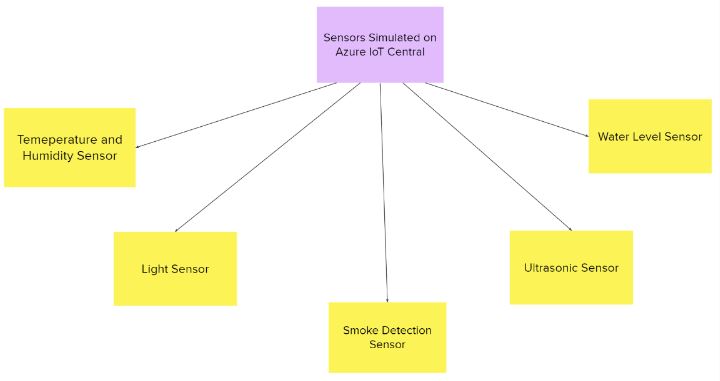 Sensors Simulated on
Azure IoT Central
Temeperature and
Humidity Sensor
Water Level Sensor
Light Sensor
Ultrasonic Sensor
Smoke Detection
Sensor